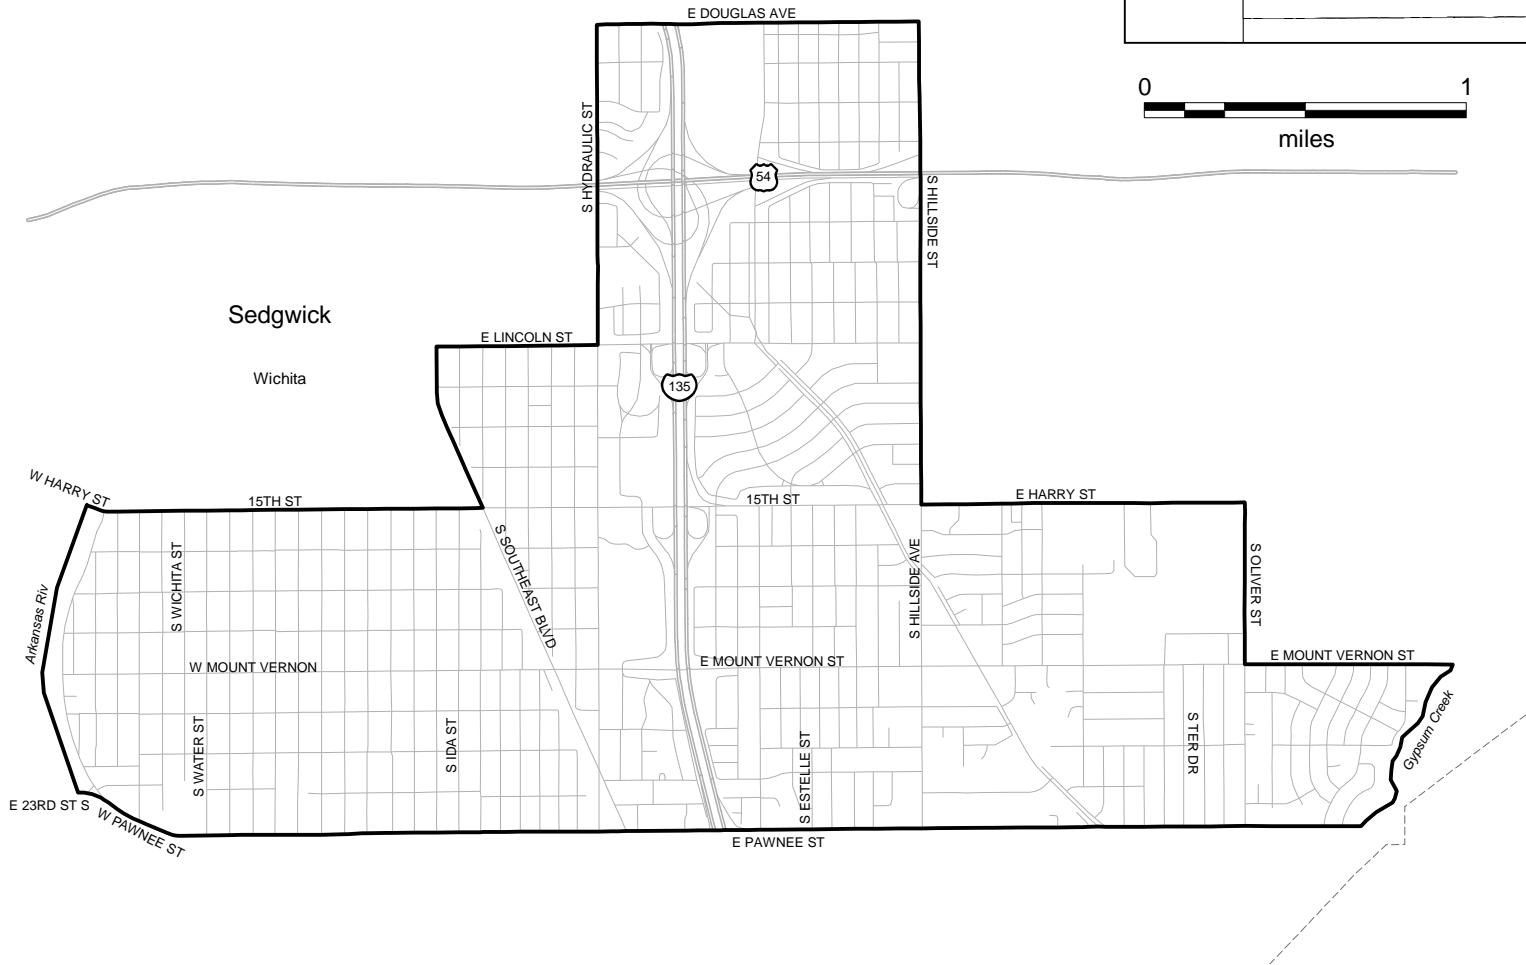 E DOUGLAS AVE
0 1
miles
S HYDRAULIC ST
54
S HILLSIDE ST
Sedgwick
E LINCOLN ST
Wichita
135
W HARRY ST
15TH ST
15TH ST
E HARRY ST
S SOUTHEAST BLVD
S WICHITA ST
S HILLSIDE AVE
S OLIVER ST
Arkansas Riv
W MOUNT VERNON
E MOUNT VERNON ST
E MOUNT VERNON ST
S WATER ST
S IDA ST
S ESTELLE ST
S TER DR
Gypsum Creek
E 23RD ST S
W PAWNEE ST
E PAWNEE ST